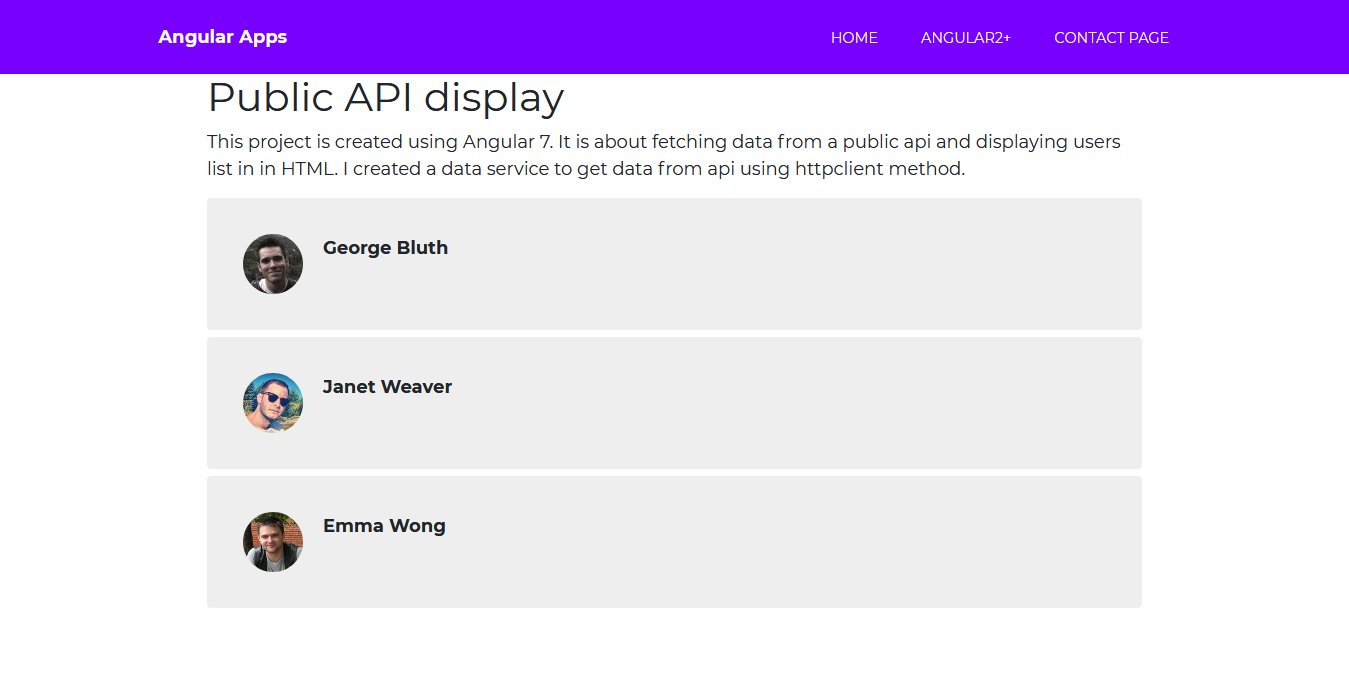 Angular Apps
HOME
ANGULAR2+
CONTACT PAGE
Public API display
This project is created using Angular 7. It is about fetching data from a public api and displaying users
list in in HTML. I created a data service to get data from api using httpclient method.
George Bluth
Janet Weaver
Emma Wong